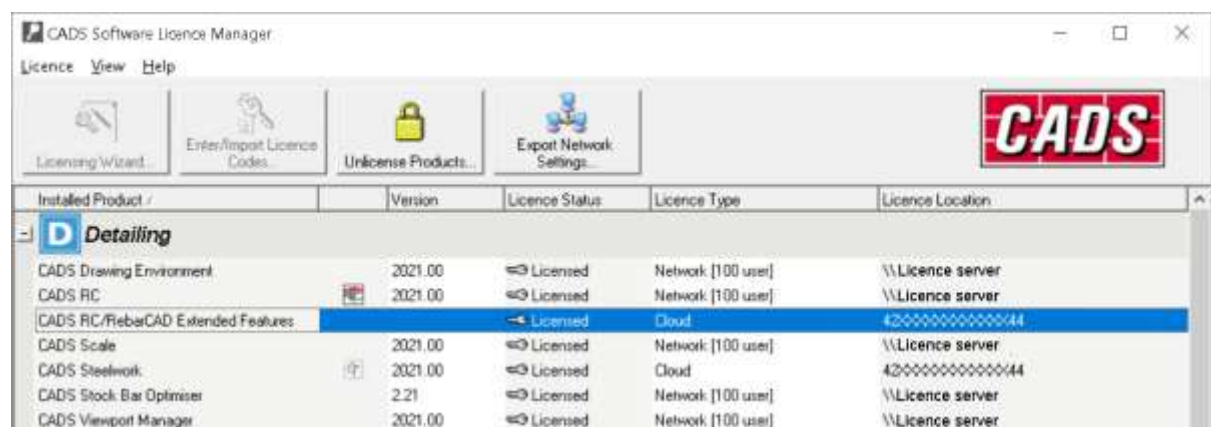 CADS Software Licence Manager
Licence View Help
Licensing Wizard... Enter/Import Licence Codes... Unlicense Products... Export Network Settings... CADS
Installed Product / Version Licence Status Licence Type Licence Location
D Detailing
CADS Drawing Environment 2021.00 Licensed Network [100 user] \\Licence server
CADS RC 2021.00 Licensed Network [100 user] \\Licence server
CADS RC/RebarCAD Extended Features Licensed Cloud 42XXXXXXXXXXXX44
CADS Scale 2021.00 Licensed Network [100 user] \\Licence server
CADS Steelwork 2021.00 Licensed Cloud 42XXXXXXXXXXXX44
CADS Stock Bar Optimiser 2.21 Licensed Network [100 user] \\Licence server
CADS Viewport Manager 2021.00 Licensed Network [100 user] \\Licence server